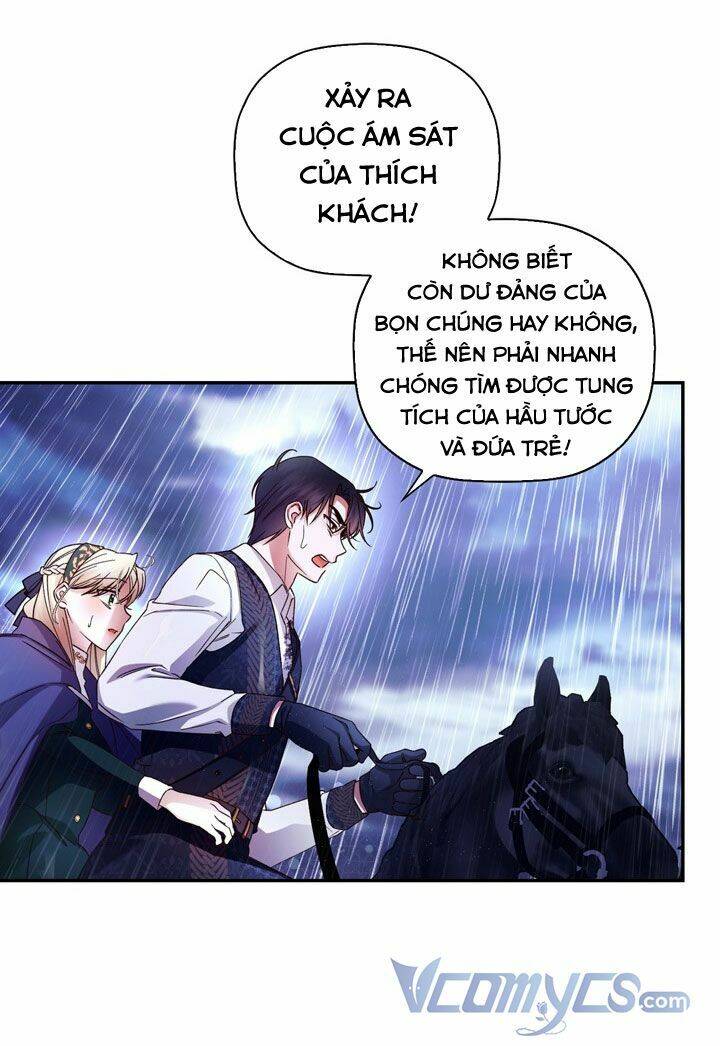 XẢY RA
CUỘC ÁM SÁT
CỦA THÍCH
KHÁCH!
KHÔNG BIẾT
CÒN DƯ ĐẢNG CỦA
BỌN CHÚNG HAY KHÔNG,
THẾ NÊN PHẢI NHANH
CHÓNG TÌM ĐƯỢC TUNG
TÍCH CỦA HẦU TƯỚC
VÀ ĐỨA TRẺ!
VCOMYCS.com